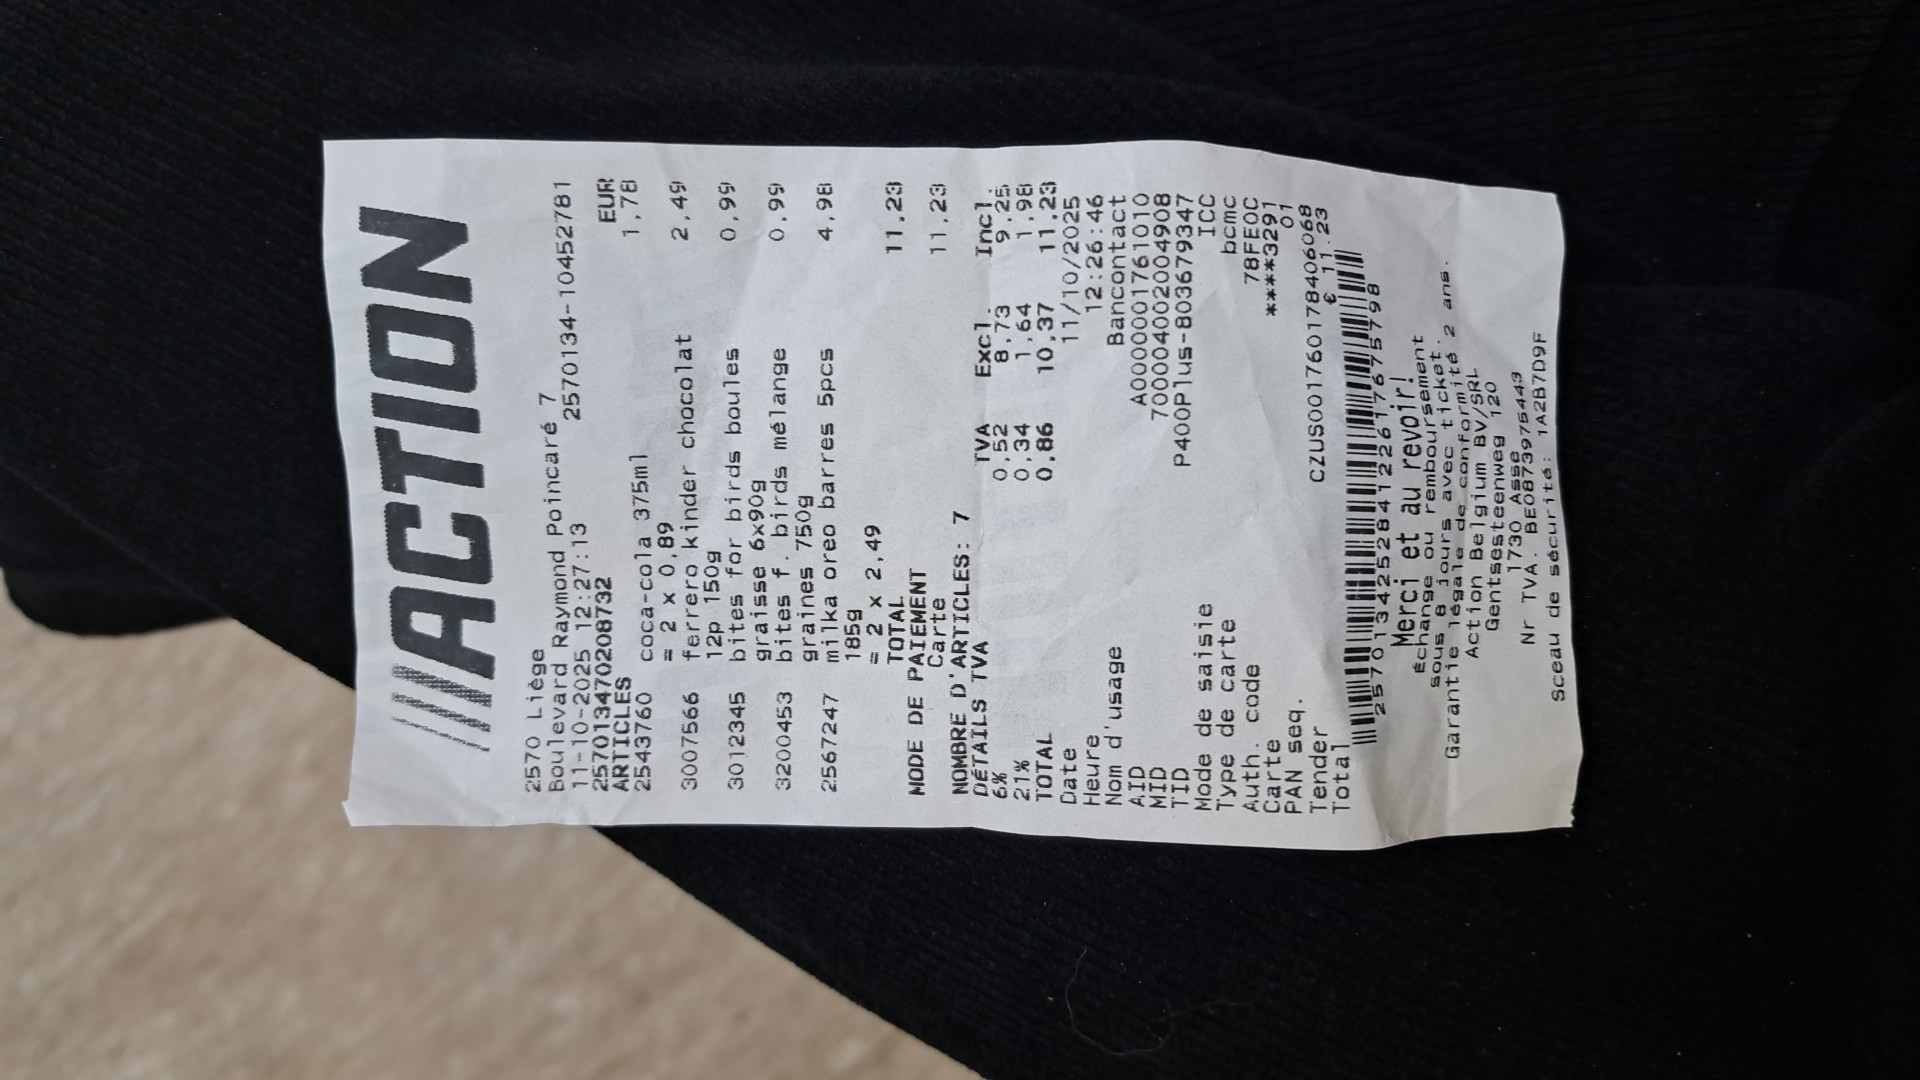 ACTION
2570 Liège
Boulevard Raymond Poincaré 7
11-10-2025 12:27:13 2570134-10452781
257013470208732
ARTICLES EUR
2543760 coca-cola 375ml 1,78
= 2 x 0,89
3007566 ferrero kinder chocolat 2,49
12p 150g
3012345 bites for birds boules 0,99
graisse 6x90g
3200453 bites f. birds mélange 0,99
graines 750g
2567247 milka oreo barres 5pcs 4,98
185g
= 2 x 2,49
TOTAL 11,23
MODE DE PAIEMENT
Carte 11,23
NOMBRE D'ARTICLES: 7
DÉTAILS TVA TVA Excl. Incl.
6% 0,52 8,73 9,25
21% 0,34 1,64 1,98
TOTAL 0,86 10,37 11,23
Date 11/10/2025
Heure 12:26:46
Nom d'usage Bancontact
AID A0000001761010
MID 70004002004908
TID P400Plus-803679347
Mode de saisie ICC
Type de carte bcmc
Auth. code 78FE0C
Carte ****3291
PAN seq. 01
Tender CZUS001760178406068
Total € 11.23
257013425284122617675798
Merci et au revoir!
Échange ou remboursement
sous 8 jours avec ticket.
Garantie légale de conformité 2 ans.
Action Belgium BV/SRL
Gentsesteenweg 120
1730 Asse
Nr TVA. BE0873975443
Sceau de sécurité: 1A2B7D9F